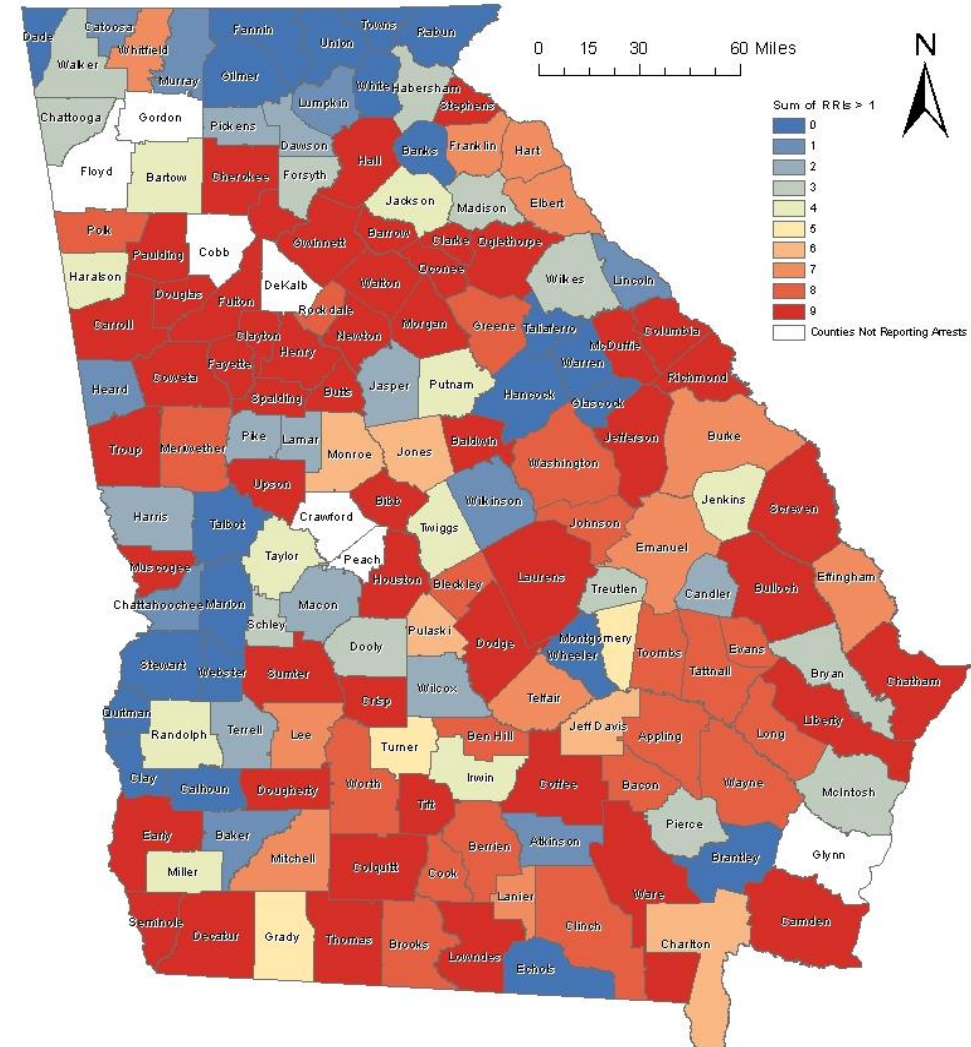 Dade
Catoosa
Fannin
Towns
Rabun
Union
Whitfield
Walker
Murray
Gilmer
White
Habersham
Lumpkin
Stephens
Chattooga
Gordon
Pickens
Dawson
Hall
Banks
Franklin
Hart
Floyd
Bartow
Cherokee
Forsyth
Jackson
Madison
Elbert
Polk
Paulding
Cobb
Gwinnett
Barrow
Clarke
Oglethorpe
Haralson
DeKalb
Oconee
Wilkes
Lincoln
Douglas
Fulton
Walton
Rockdale
Carroll
Clayton
Newton
Morgan
Greene
Taliaferro
Columbia
Henry
McDuffie
Fayette
Warren
Coweta
Richmond
Heard
Spalding
Butts
Jasper
Putnam
Hancock
Glascock
Troup
Meriwether
Pike
Lamar
Monroe
Jones
Baldwin
Jefferson
Burke
Washington
Upson
Bibb
Wilkinson
Jenkins
Screven
Harris
Talbot
Crawford
Twiggs
Johnson
Taylor
Peach
Emanuel
Muscogee
Houston
Bleckley
Laurens
Treutlen
Candler
Bulloch
Effingham
Chattahoochee
Marion
Macon
Schley
Pulaski
Dooly
Dodge
Montgomery
Wheeler
Toombs
Evans
Tattnall
Bryan
Chatham
Stewart
Webster
Sumter
Crisp
Wilcox
Telfair
Liberty
Quitman
Randolph
Terrell
Lee
Turner
Ben Hill
Jeff Davis
Appling
Long
Clay
Calhoun
Dougherty
Worth
Irwin
Coffee
Bacon
Wayne
McIntosh
Tift
Early
Baker
Mitchell
Berrien
Atkinson
Pierce
Brantley
Glynn
Miller
Colquitt
Cook
Lanier
Ware
Seminole
Decatur
Grady
Thomas
Brooks
Lowndes
Clinch
Echols
Charlton
Camden
0 15 30 60 Miles
N
Sum of RRIs > 1
0
1
2
3
4
5
6
7
8
9
Counties Not Reporting Arrests